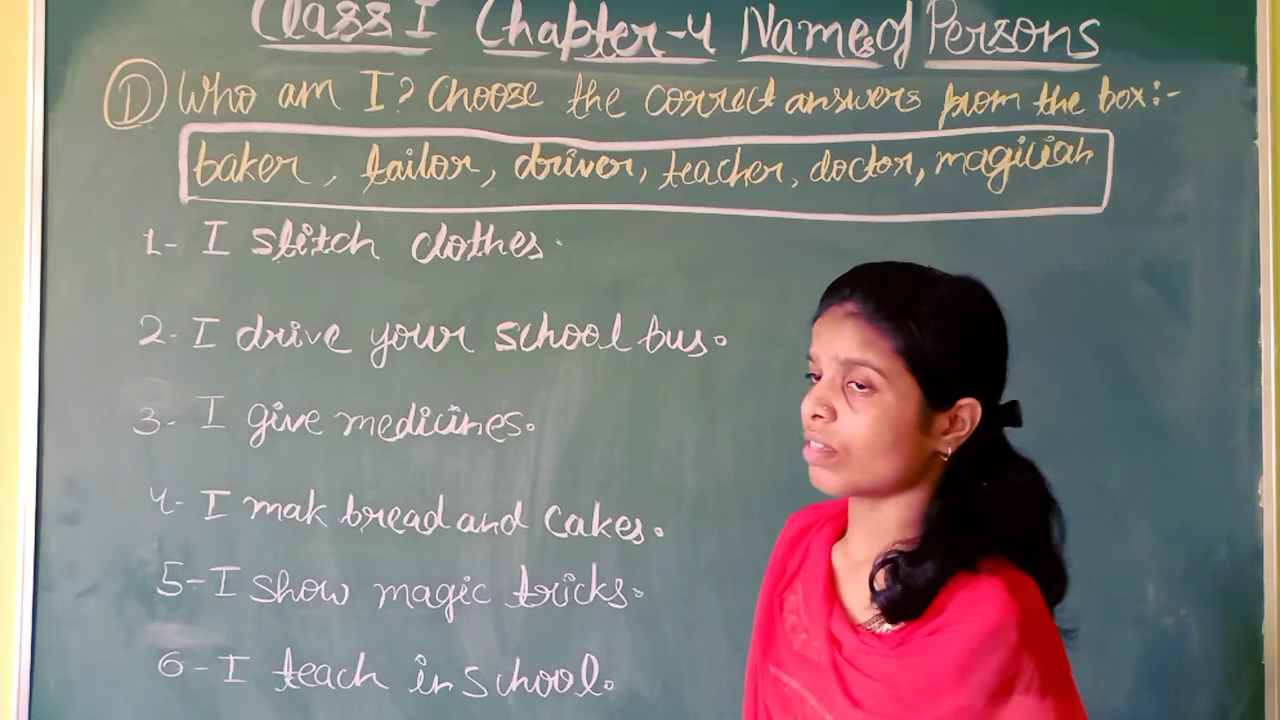 Class I Chapter-4 Names of Persons
① Who am I? Choose the correct answers from the box:-
baker, tailor, driver, teacher, doctor, magician
1- I stitch clothes.
2- I drive your school bus.
3- I give medicines.
4- I mak bread and cakes.
5- I show magic tricks.
6- I teach in school.